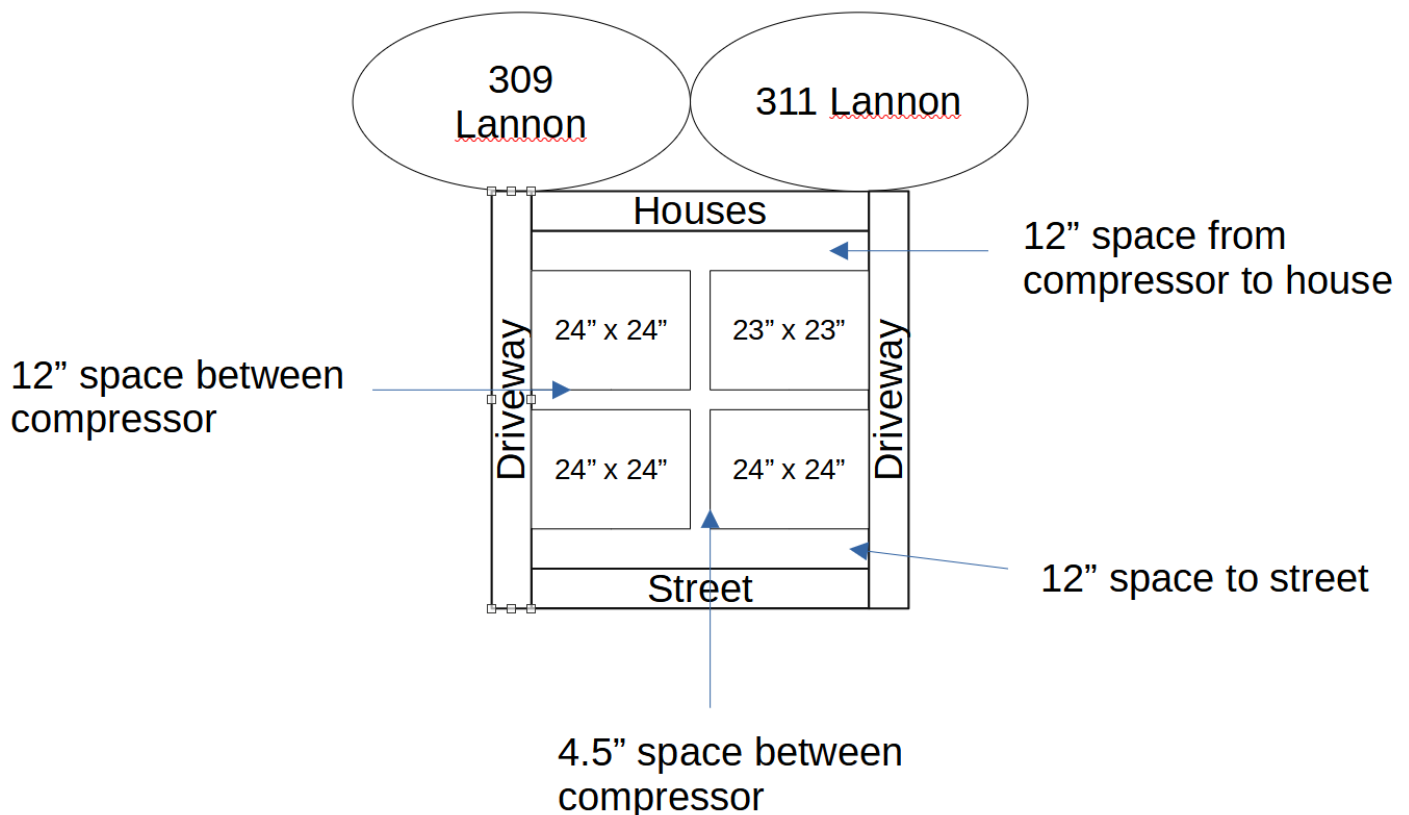 309
Lannon
311 Lannon
Houses
12” space from
compressor to house
24” x 24”
23” x 23”
Driveway
Driveway
12” space between
compressor
24” x 24”
24” x 24”
Street
12” space to street
4.5” space between
compressor